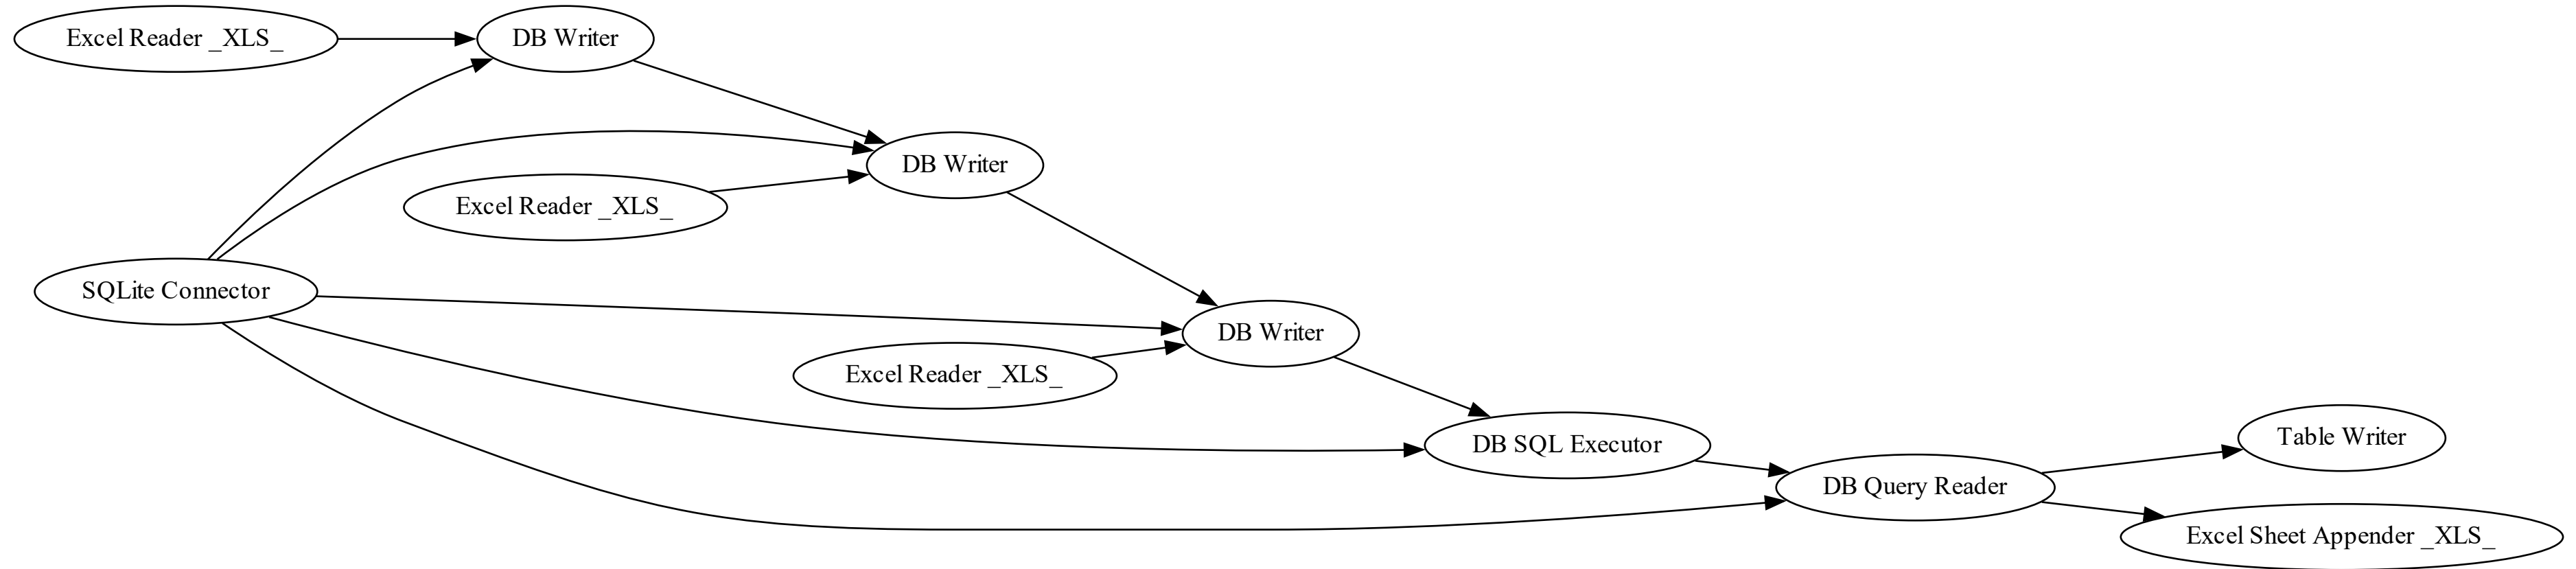 Excel Reader _XLS_
DB Writer
DB Writer
Excel Reader _XLS_
SQLite Connector
DB Writer
Excel Reader _XLS_
DB SQL Executor
Table Writer
DB Query Reader
Excel Sheet Appender _XLS_